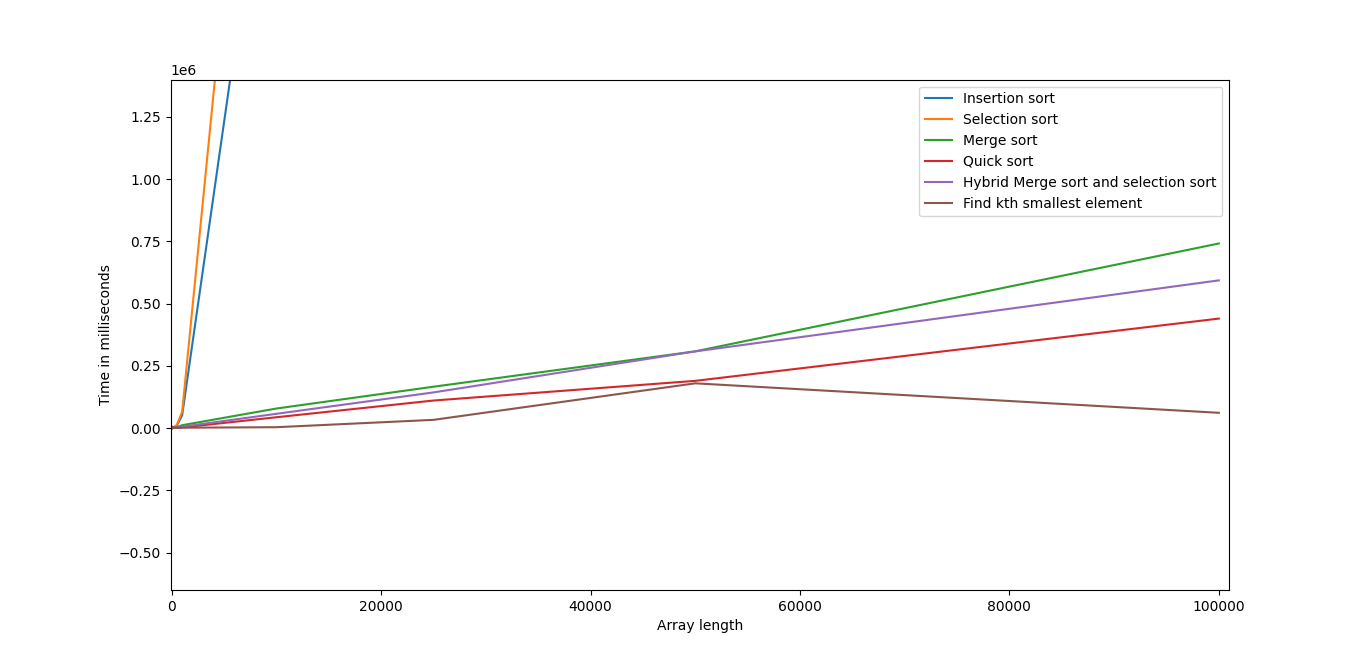 1e6
1.25
1.00
0.75
0.50
0.25
0.00
−0.25
−0.50
Time in milliseconds
Insertion sort
Selection sort
Merge sort
Quick sort
Hybrid Merge sort and selection sort
Find kth smallest element
0 20000 40000 60000 80000 100000
Array length